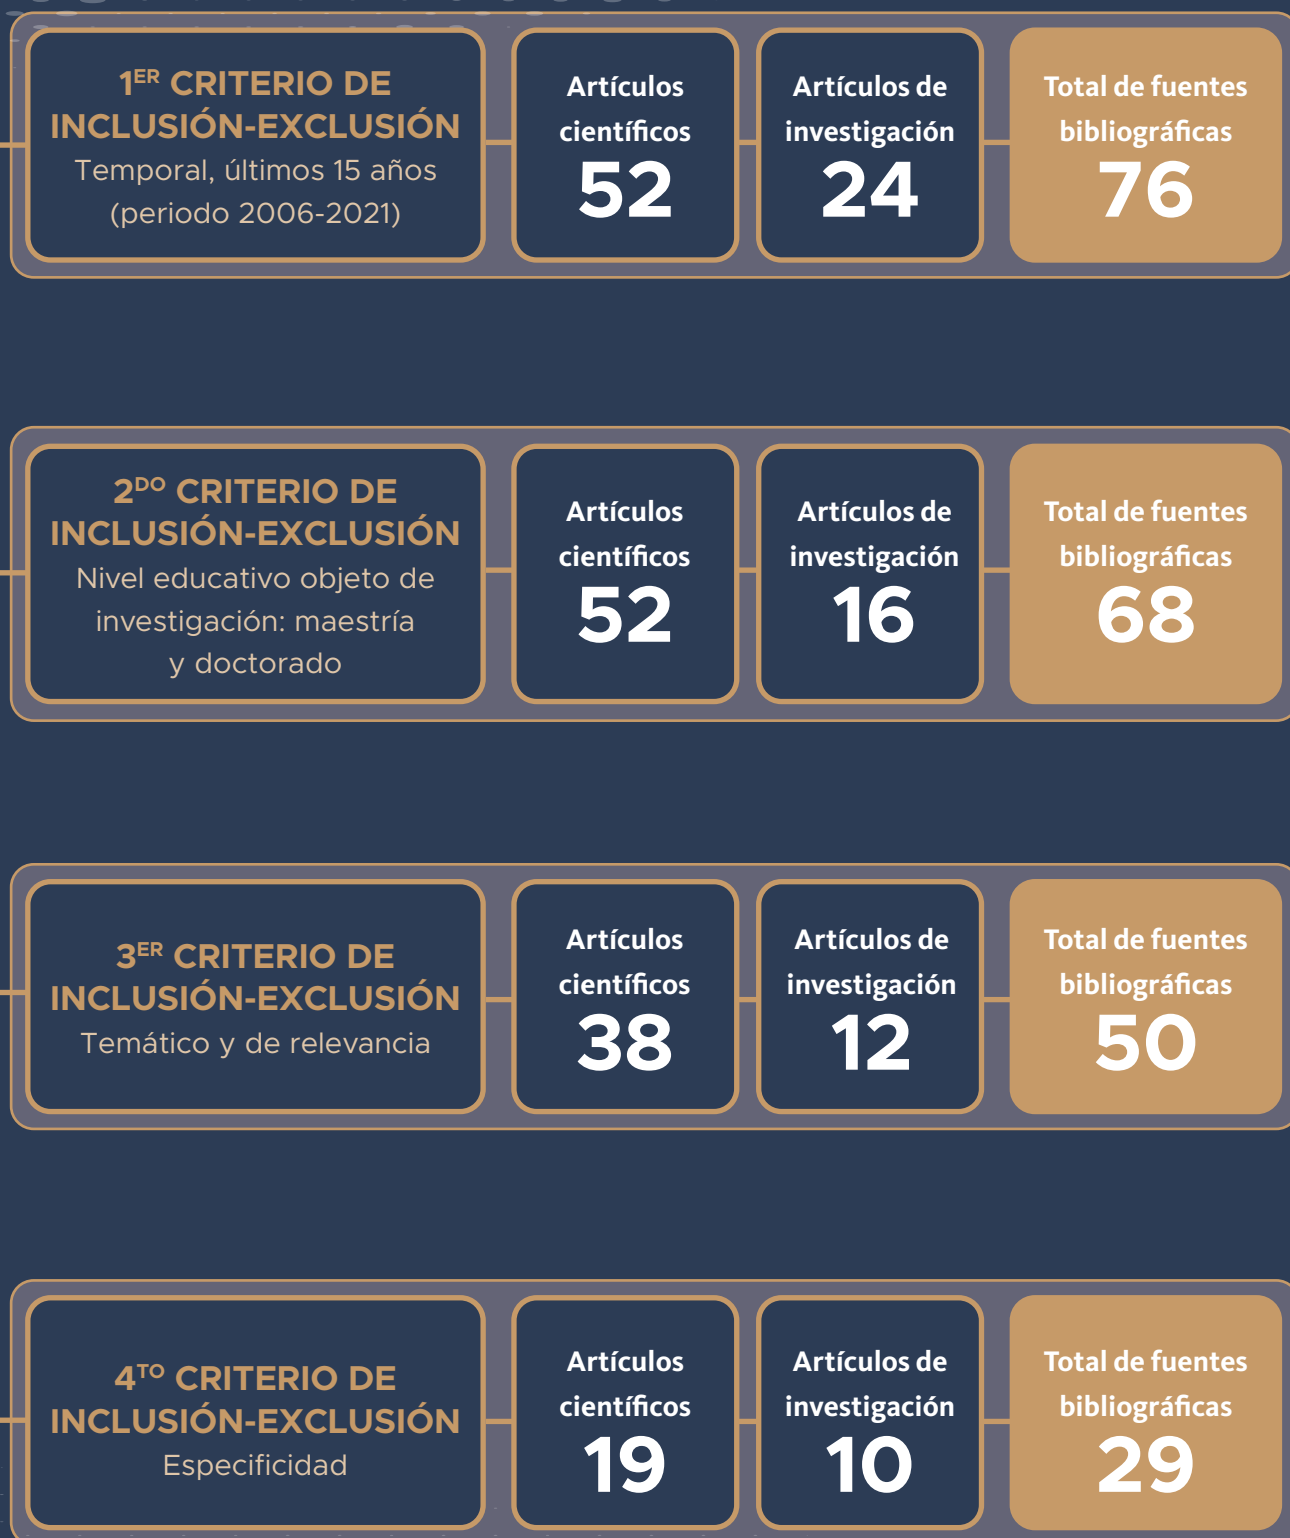 1ER CRITERIO DE
INCLUSIÓN-EXCLUSIÓN
Temporal, últimos 15 años
(periodo 2006-2021)
Artículos
científicos
52
Artículos de
investigación
24
Total de fuentes
bibliográficas
76
2DO CRITERIO DE
INCLUSIÓN-EXCLUSIÓN
Nivel educativo objeto de
investigación: maestría
y doctorado
Artículos
científicos
52
Artículos de
investigación
16
Total de fuentes
bibliográficas
68
3ER CRITERIO DE
INCLUSIÓN-EXCLUSIÓN
Temático y de relevancia
Artículos
científicos
38
Artículos de
investigación
12
Total de fuentes
bibliográficas
50
4TO CRITERIO DE
INCLUSIÓN-EXCLUSIÓN
Especificidad
Artículos
científicos
19
Artículos de
investigación
10
Total de fuentes
bibliográficas
29